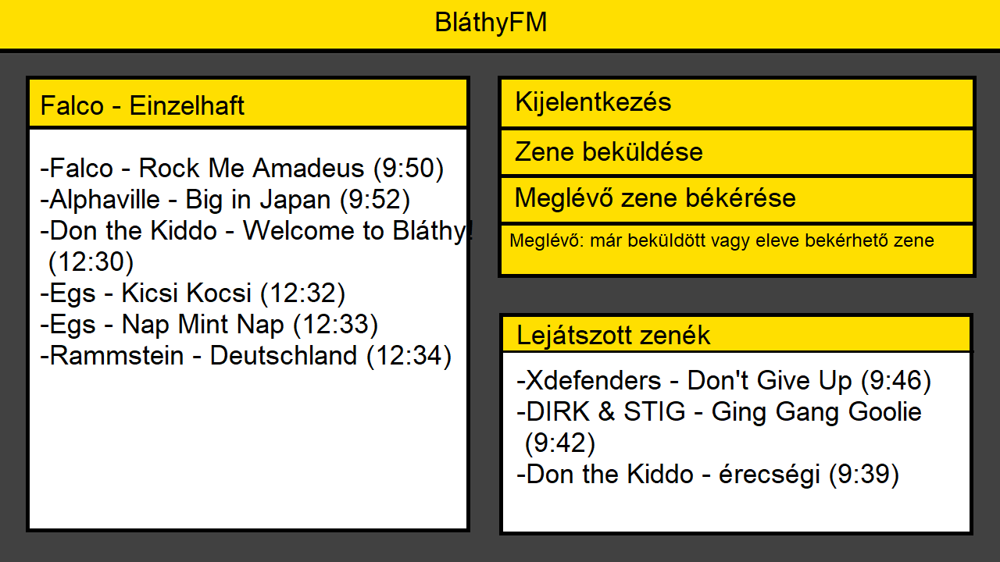 BláthyFM
Falco - Einzelhaft
-Falco - Rock Me Amadeus (9:50)
-Alphaville - Big in Japan (9:52)
-Don the Kiddo - Welcome to Bláthy!
(12:30)
-Egs - Kicsi Kocsi (12:32)
-Egs - Nap Mint Nap (12:33)
-Rammstein - Deutschland (12:34)
Kijelentkezés
Zene beküldése
Meglévő zene békérése
Meglévő: már beküldött vagy eleve bekérhető zene
Lejátszott zenék
-Xdefenders - Don't Give Up (9:46)
-DIRK & STIG - Ging Gang Goolie
(9:42)
-Don the Kiddo - érecségi (9:39)